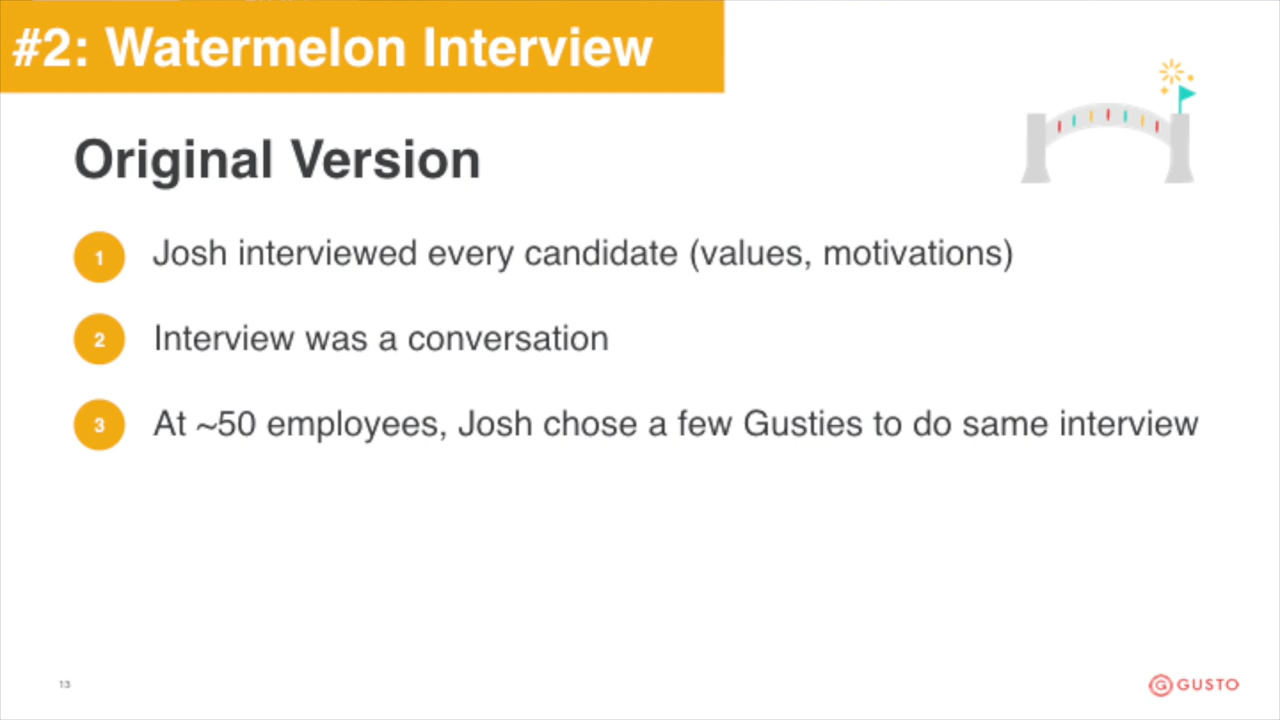 #2: Watermelon Interview
Original Version
1 Josh interviewed every candidate (values, motivations)
2 Interview was a conversation
3 At ~50 employees, Josh chose a few Gusties to do same interview
13
G GUSTO